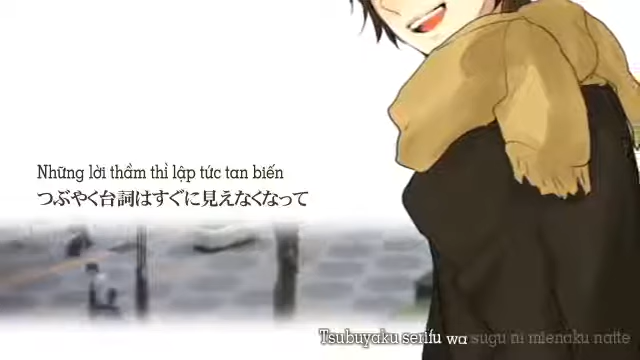 Những lời thầm thì lập tức tan biến
つぶやく台詞はすぐに見えなくなって
Tsubuyaku serifu wa sugu ni mienaku natte